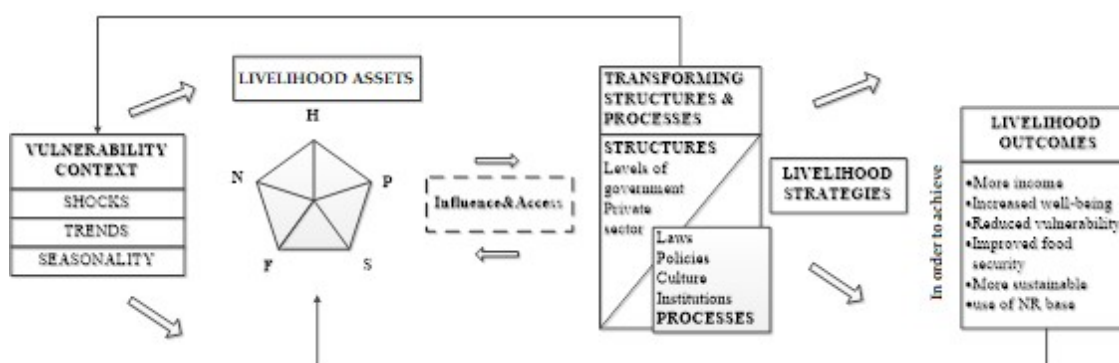 LIVELIHOOD ASSETS
H
N
P
F
S
VULNERABILITY
CONTEXT
SHOCKS
TRENDS
SEASONALITY
Influence&Access
TRANSFORMING
STRUCTURES &
PROCESSES
STRUCTURES
Levels of
government
Private
sector
Laws
Policies
Culture
Institutions
PROCESSES
LIVELIHOOD
STRATEGIES
In order to achieve
LIVELIHOOD
OUTCOMES
•More income
•Increased well-being
•Reduced vulnerability
•Improved food
security
•More sustainable
•use of NR base